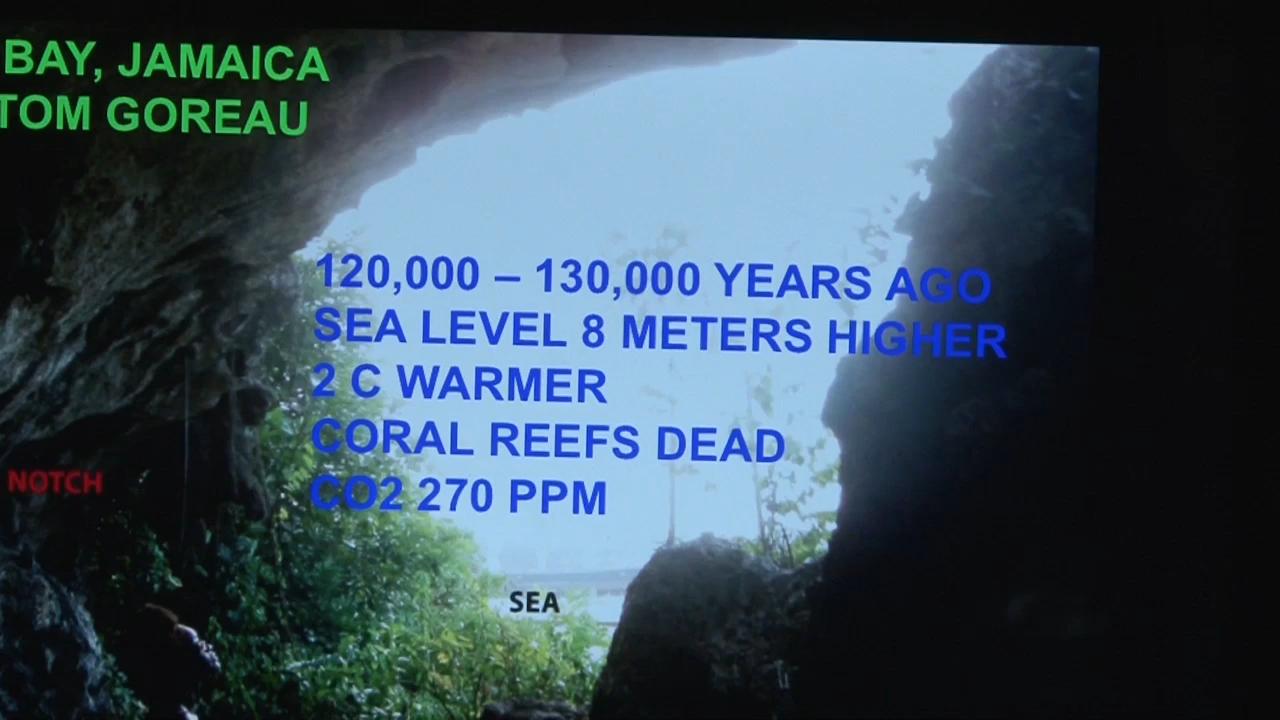 BAY, JAMAICA
TOM GOREAU
120,000 – 130,000 YEARS AGO
SEA LEVEL 8 METERS HIGHER
2 C WARMER
CORAL REEFS DEAD
CO2 270 PPM
NOTCH
SEA